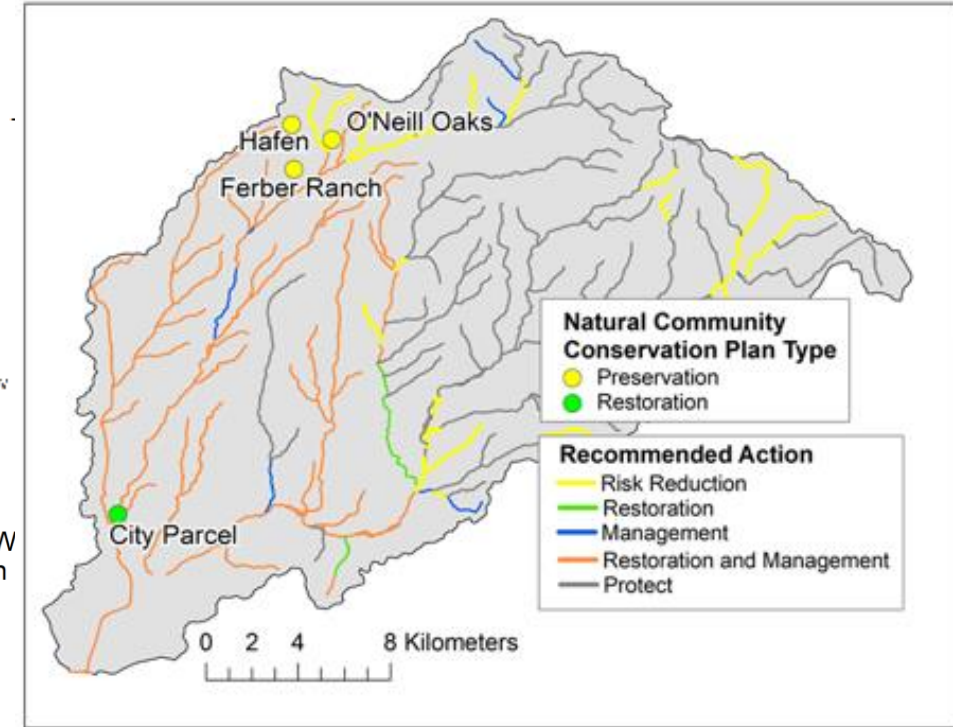 O'Neill Oaks
Hafen
Ferber Ranch
Natural Community
Conservation Plan Type
Preservation
Restoration
Recommended Action
Risk Reduction
Restoration
Management
Restoration and Management
Protect
City Parcel
0 2 4 8 Kilometers